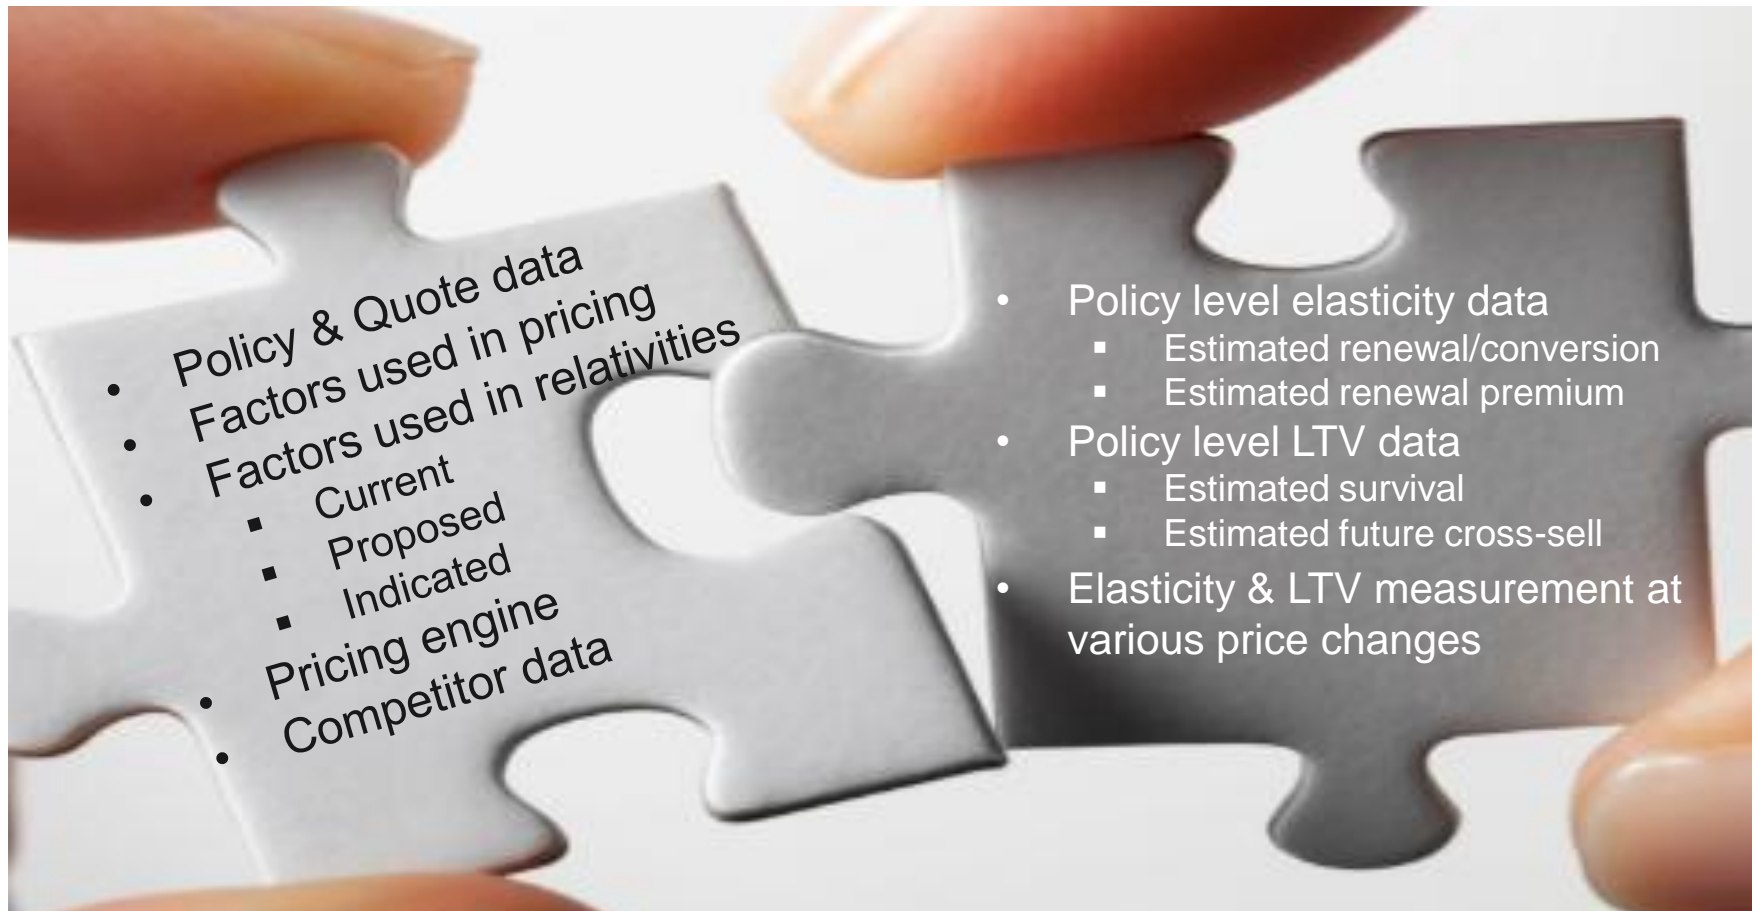 • Policy & Quote data
• Factors used in pricing
• Factors used in relativities
▪ Current
▪ Proposed
▪ Indicated
• Pricing engine
• Competitor data
• Policy level elasticity data
▪ Estimated renewal/conversion
▪ Estimated renewal premium
• Policy level LTV data
▪ Estimated survival
▪ Estimated future cross-sell
• Elasticity & LTV measurement at
various price changes